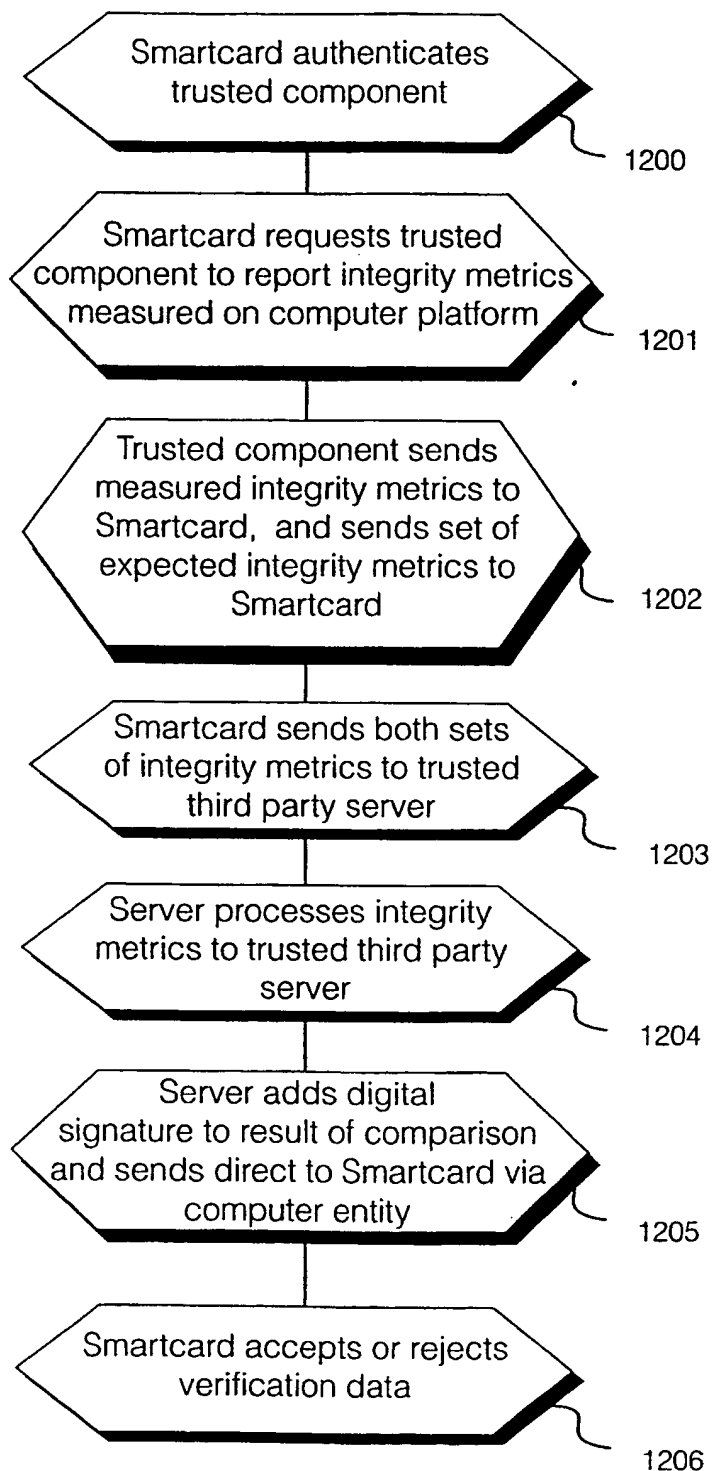 Smartcard authenticates
trusted component
1200
Smartcard requests trusted
component to report integrity metrics
measured on computer platform
1201
Trusted component sends
measured integrity metrics to
Smartcard, and sends set of
expected integrity metrics to
Smartcard
1202
Smartcard sends both sets
of integrity metrics to trusted
third party server
1203
Server processes integrity
metrics to trusted third party
server
1204
Server adds digital
signature to result of comparison
and sends direct to Smartcard via
computer entity
1205
Smartcard accepts or rejects
verification data
1206